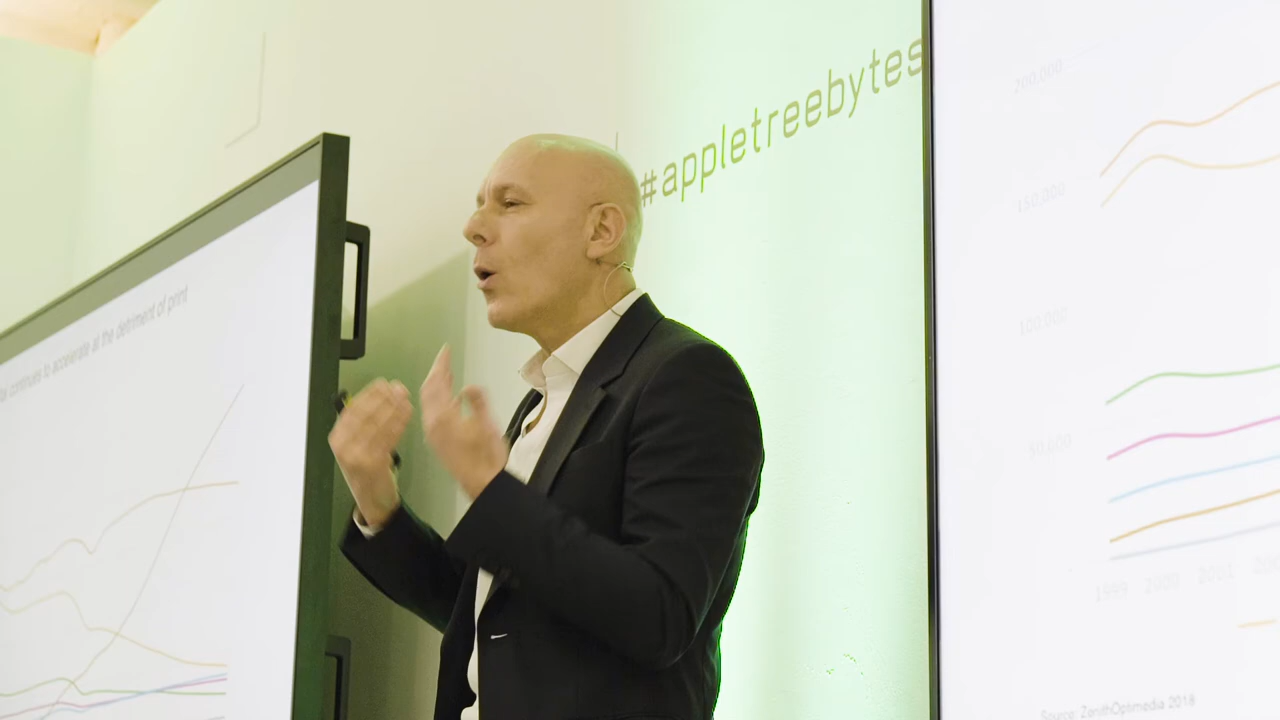 continues to accelerate at the detriment of print
#appletreebytes
200,000
150,000
100,000
50,000
1999 2000 2001
Source: ZenithOptimedia 2018